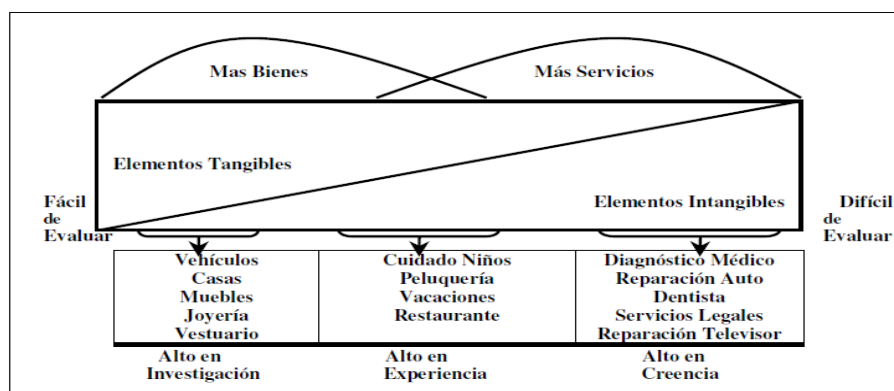 Mas Bienes
Más Servicios
Elementos Tangibles
Elementos Intangibles
Fácil
de
Evaluar
Difícil
de
Evaluar
Vehículos
Casas
Muebles
Joyería
Vestuario
Cuidado Niños
Peluquería
Vacaciones
Restaurante
Diagnóstico Médico
Reparación Auto
Dentista
Servicios Legales
Reparación Televisor
Alto en
Investigación
Alto en
Experiencia
Alto en
Creencia